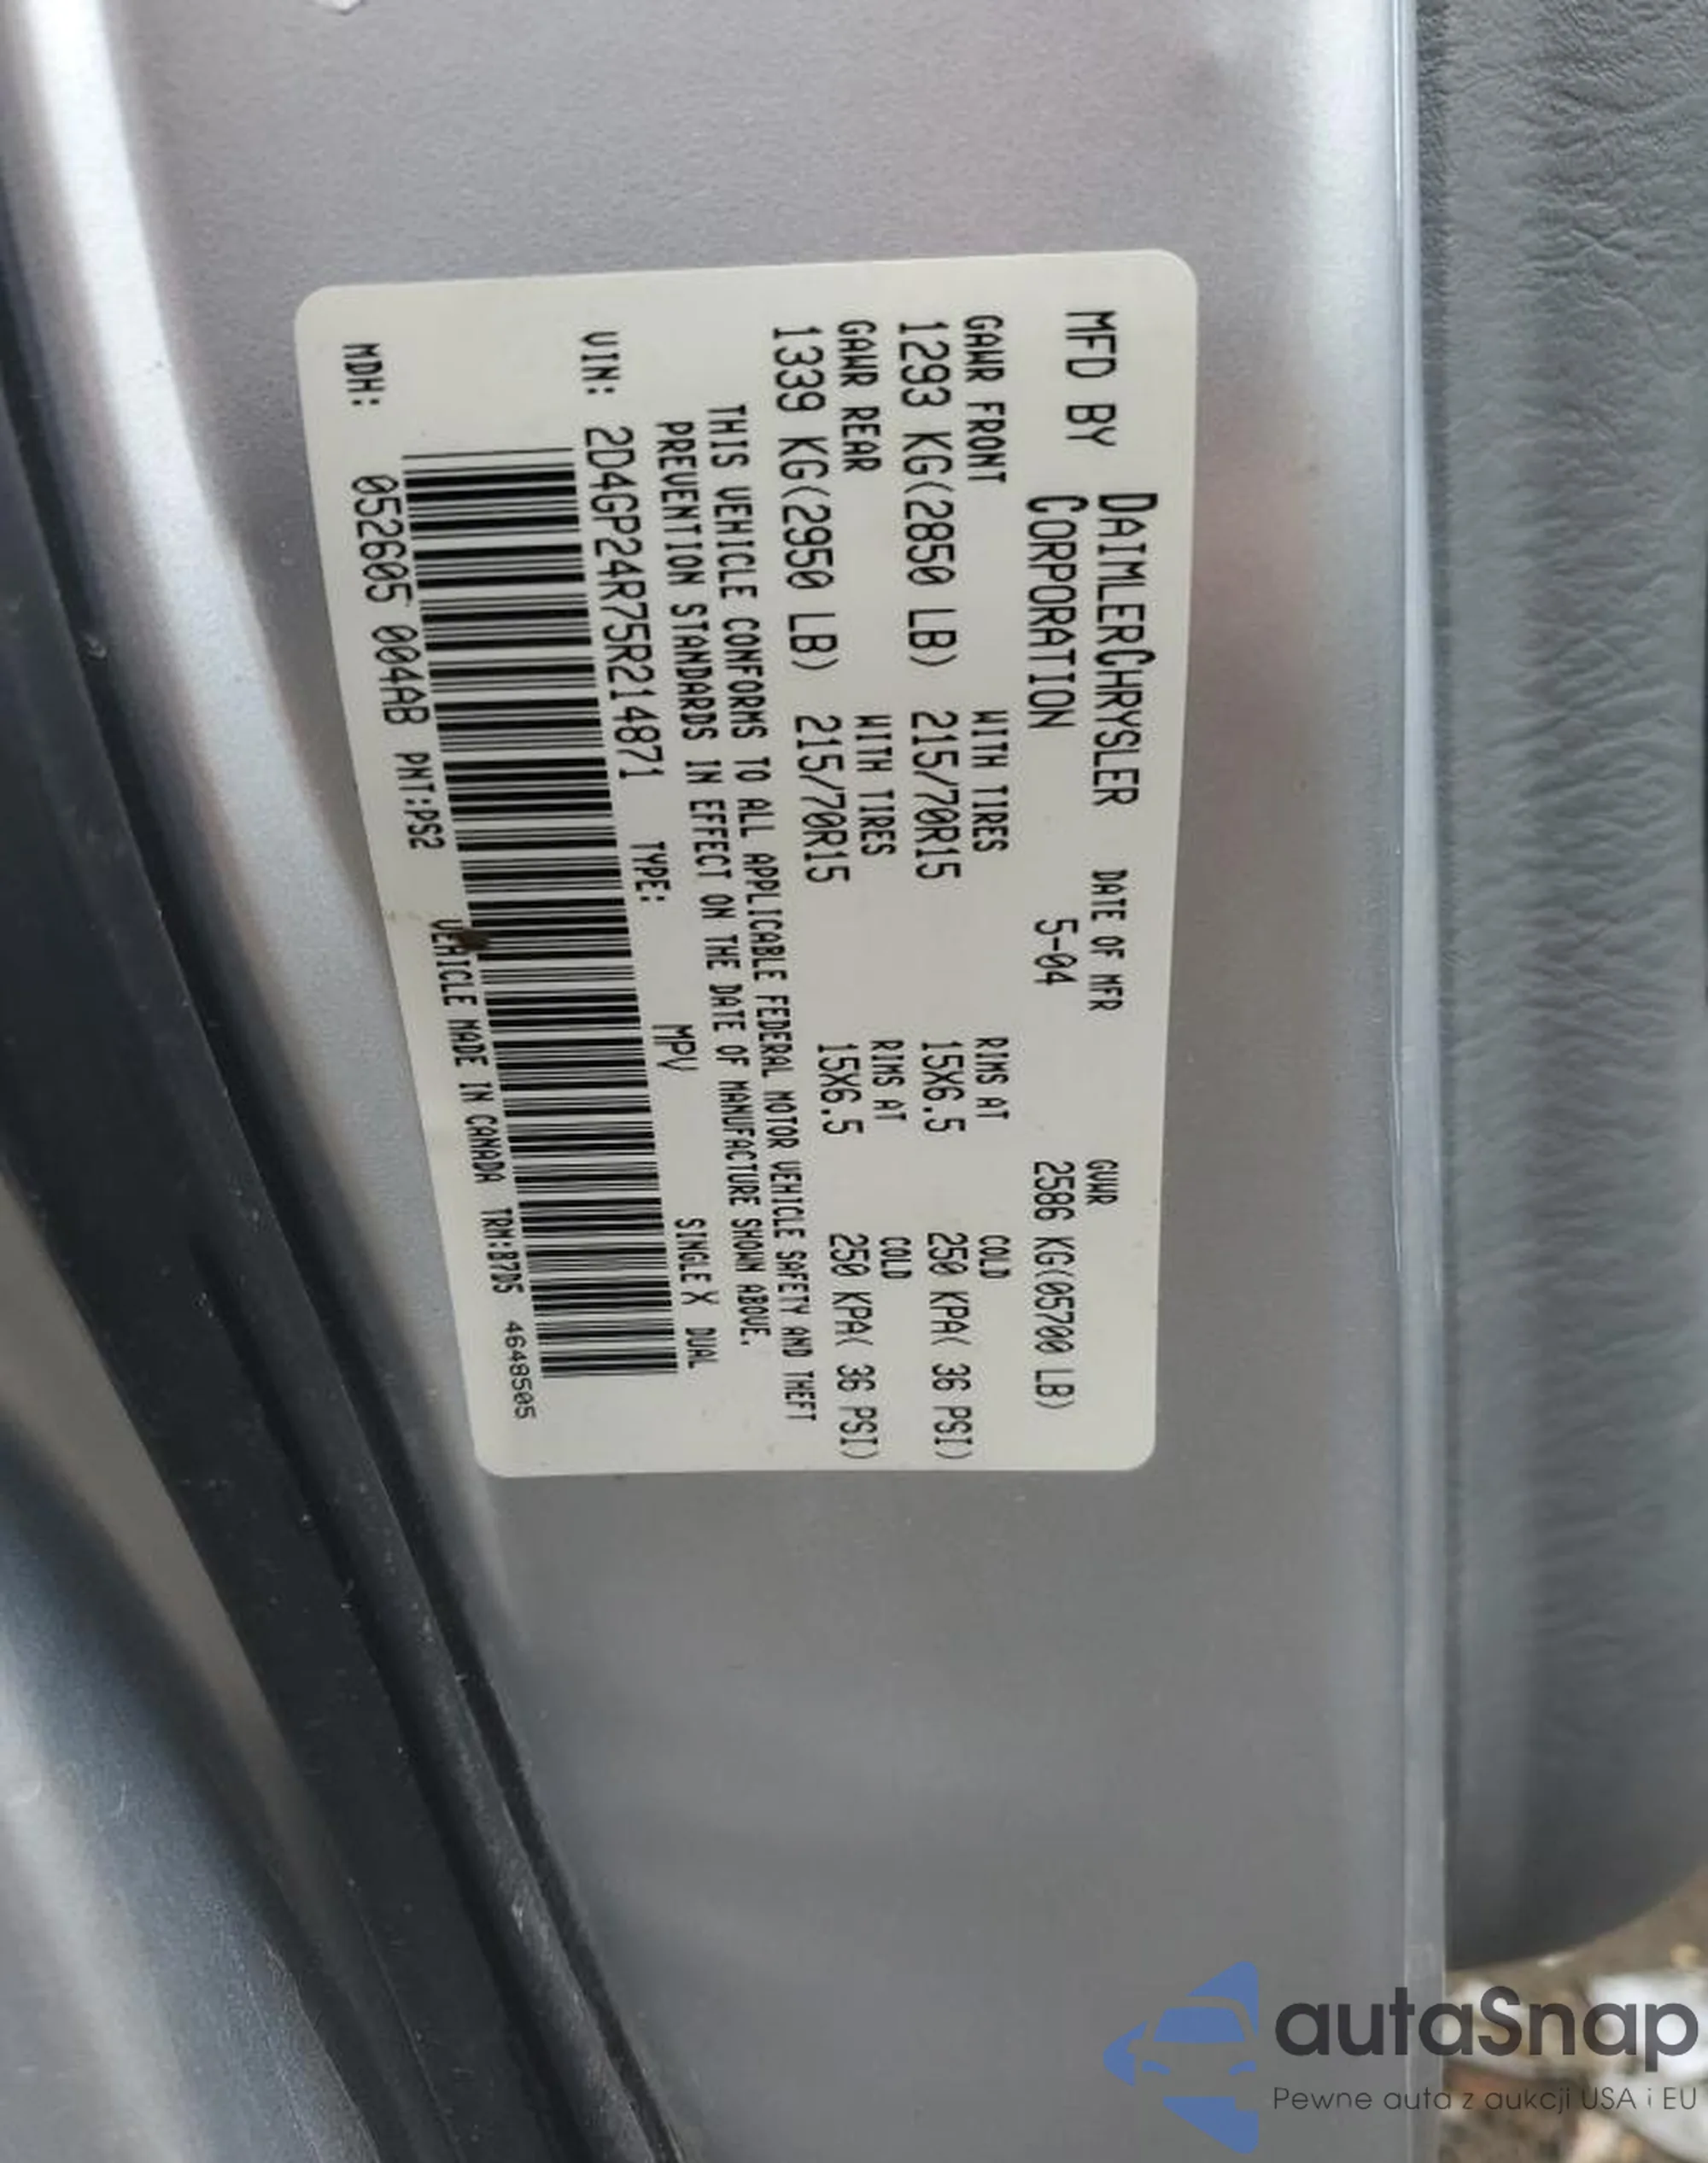 MFD BY DAIMLERCHRYSLER CORPORATION
DATE OF MFR 5-04
GVWR 2586 KG(05700 LB)
GAWR FRONT WITH TIRES RIMS AT COLD
1293 KG(2850 LB) 215/70R15 15X6.5 250 KPA( 36 PSI)
GAWR REAR WITH TIRES RIMS AT COLD
1339 KG(2950 LB) 215/70R15 15X6.5 250 KPA( 36 PSI)
THIS VEHICLE CONFORMS TO ALL APPLICABLE FEDERAL MOTOR VEHICLE SAFETY AND THEFT
PREVENTION STANDARDS IN EFFECT ON THE DATE OF MANUFACTURE SHOWN ABOVE.
VIN: 2D4GP24R75R214871 TYPE: MPV SINGLE X DUAL
MDH: 052605 004AB PNT:PS2 VEHICLE MADE IN CANADA TRM:B7D5 4648505
autaSnap
Pewne auta z aukcji USA i EU